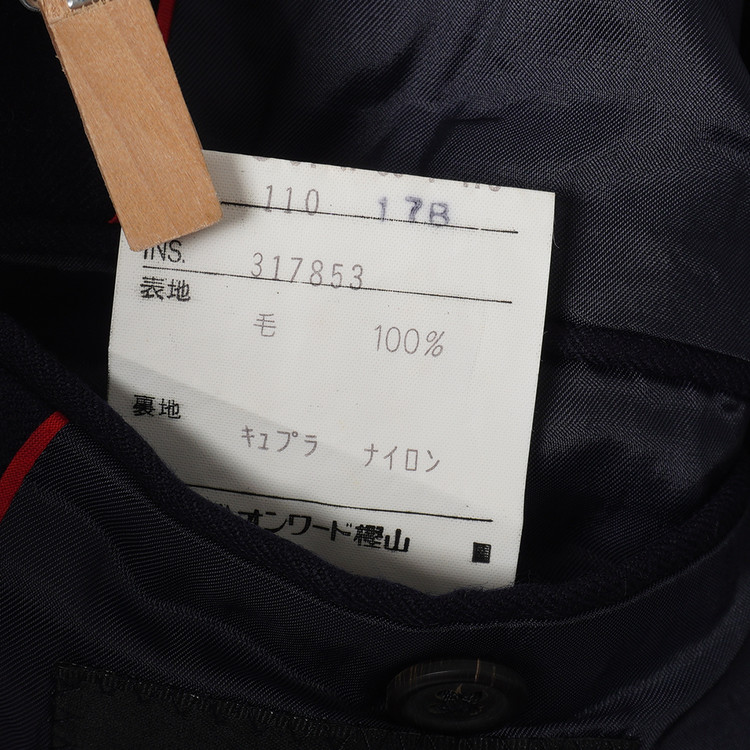 110 17B
INS. 317853
表地
毛 100%
裏地
キュプラ ナイロン
オンワード樫山